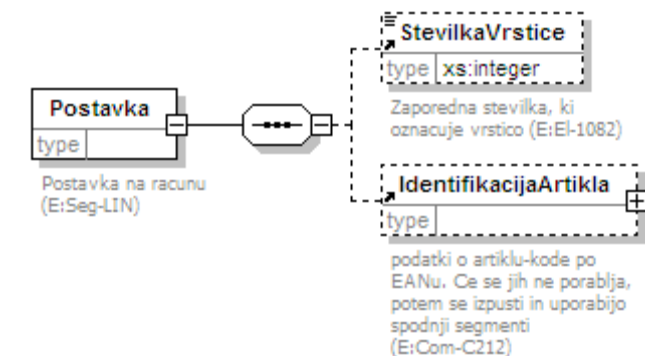 StevilkaVrstice
type xs:integer
Zaporedna stevilka, ki
oznacuje vrstico (E:El-1082)
Postavka
type
Postavka na racunu
(E:Seg-LIN)
IdentifikacijaArtikla
type
podatki o artiklu-kode po
EANu. Ce se jih ne porablja,
potem se izpusti in uporabijo
spodnji segmenti
(E:Com-C212)